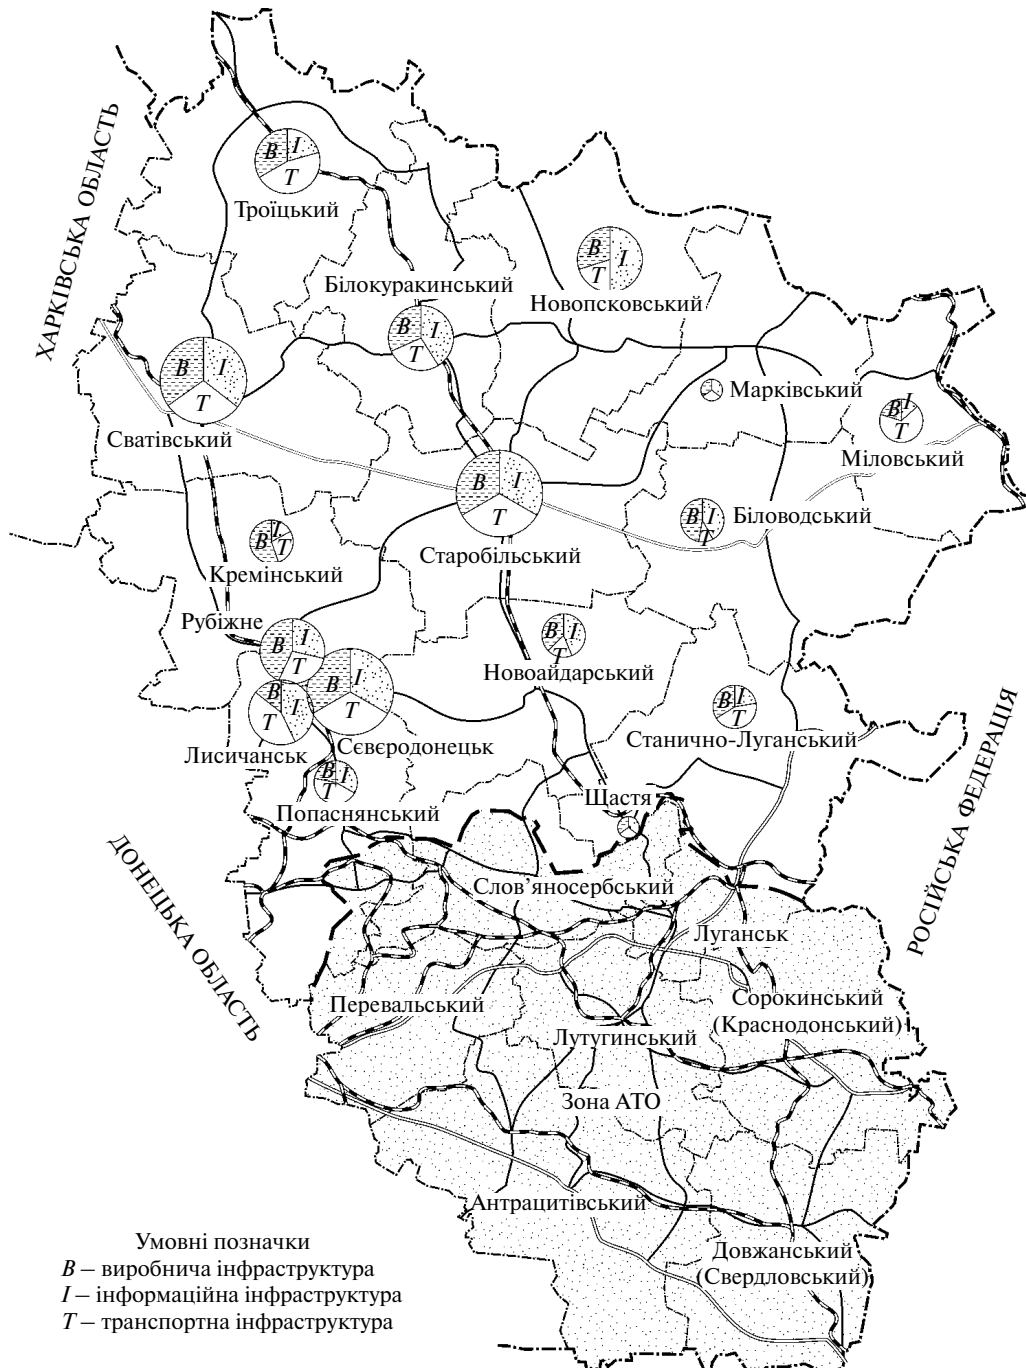 ХАРКІВСЬКА ОБЛАСТЬ
В І Т
Троїцький
Білокуракинський
В І Т
В І Т
Новопсковський
В І Т
Сватівський
Марківський
В І Т
Міловський
В І Т
Старобільський
В І Т
Біловодський
В І Т
Кремінський
Рубіжне
В І Т
В І Т
Новоайдарський
В І Т
Лисичанськ
В І Т
Сєвєродонецьк
В І Т
Станично-Луганський
В І Т
Попаснянський
Щастя
ДОНЕЦЬКА ОБЛАСТЬ
РОСІЙСЬКА ФЕДЕРАЦІЯ
Слов’яносербський
Луганськ
Перевальський
Сорокинський
(Краснодонський)
Лутугинський
Зона АТО
Антрацитівський
Довжанський
(Свердловський)
Умовні позначки
В – виробнича інфраструктура
І – інформаційна інфраструктура
Т – транспортна інфраструктура